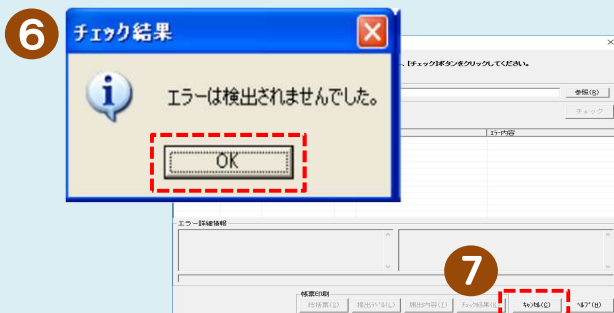 ⑥
チェック結果
エラーは検出されませんでした。
OK
、[チェック]ボタンをクリックしてください。
参照(R)
チェック
エラー内容
エラー詳細情報
⑦
帳票印刷
キャンセル(C)
ヘルプ(H)